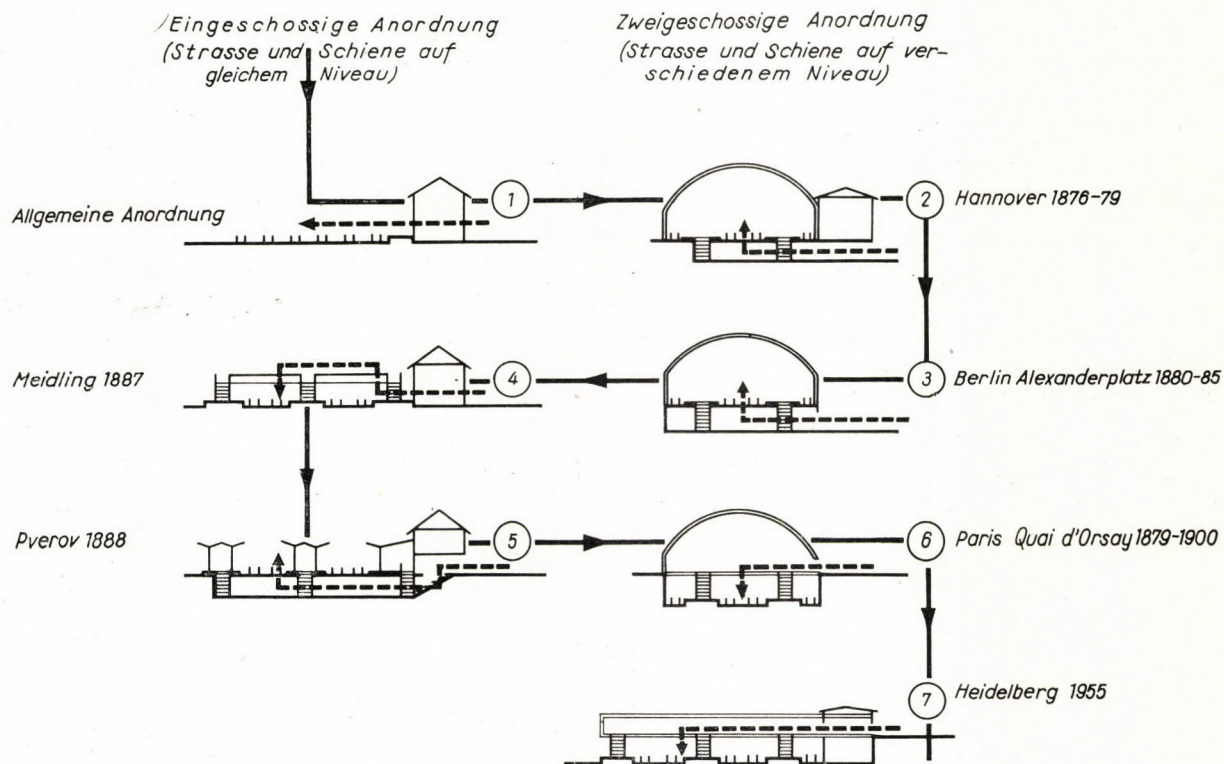 Eingeschossige Anordnung
(Strasse und Schiene auf
gleichem Niveau)
Zweigeschossige Anordnung
(Strasse und Schiene auf ver-
schiedenem Niveau)
Allgemeine Anordnung
1
2
Hannover 1876-79
Meidling 1887
4
3
Berlin Alexanderplatz 1880-85
Pverov 1888
5
6
Paris Quai d'Orsay 1879-1900
7
Heidelberg 1955